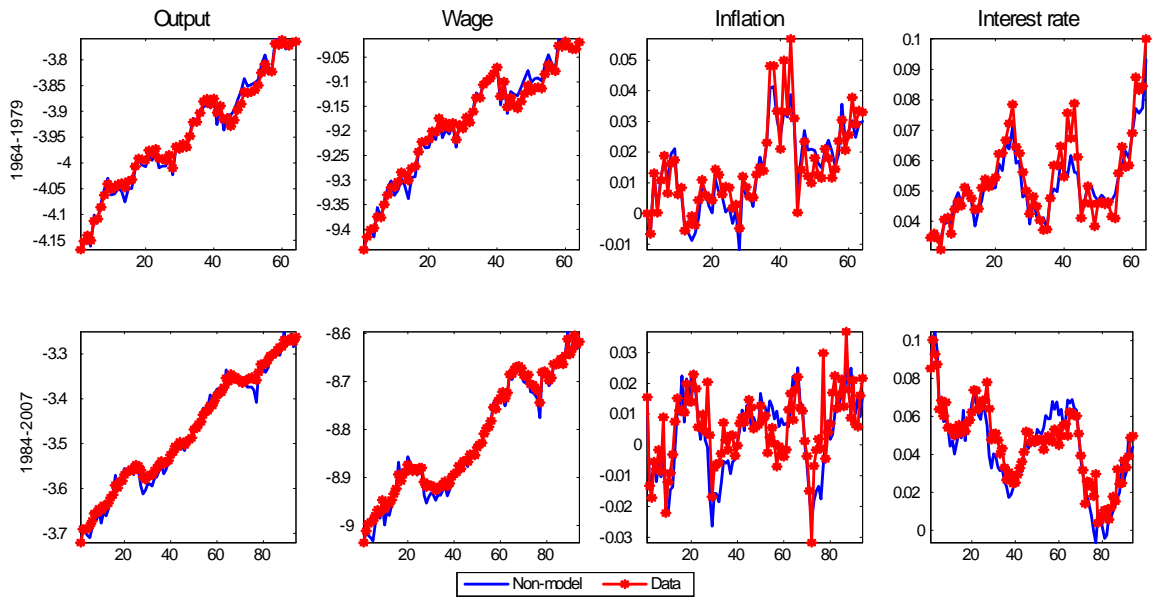 Output Wage Inflation Interest rate
1964-1979
-3.8 -3.85 -3.9 -3.95 -4 -4.05 -4.1 -4.15
20 40 60
-9.05 -9.1 -9.15 -9.2 -9.25 -9.3 -9.35 -9.4
20 40 60
0.05 0.04 0.03 0.02 0.01 0 -0.01
20 40 60
0.1 0.09 0.08 0.07 0.06 0.05 0.04
20 40 60
1984-2007
-3.3 -3.4 -3.5 -3.6 -3.7
20 40 60 80
-8.6 -8.7 -8.8 -8.9 -9
20 40 60 80
0.03 0.02 0.01 0 -0.01 -0.02 -0.03
20 40 60 80
0.1 0.08 0.06 0.04 0.02 0
20 40 60 80
Non-model Data